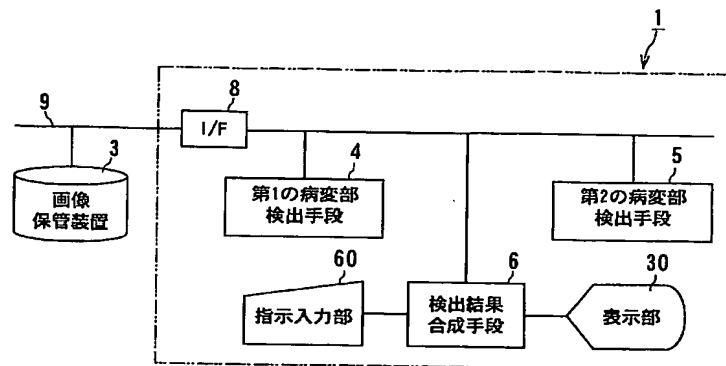 1
9
8
I/F
3
画像
保管装置
4
第1の病変部
検出手段
5
第2の病変部
検出手段
60
指示入力部
6
検出結果
合成手段
30
表示部